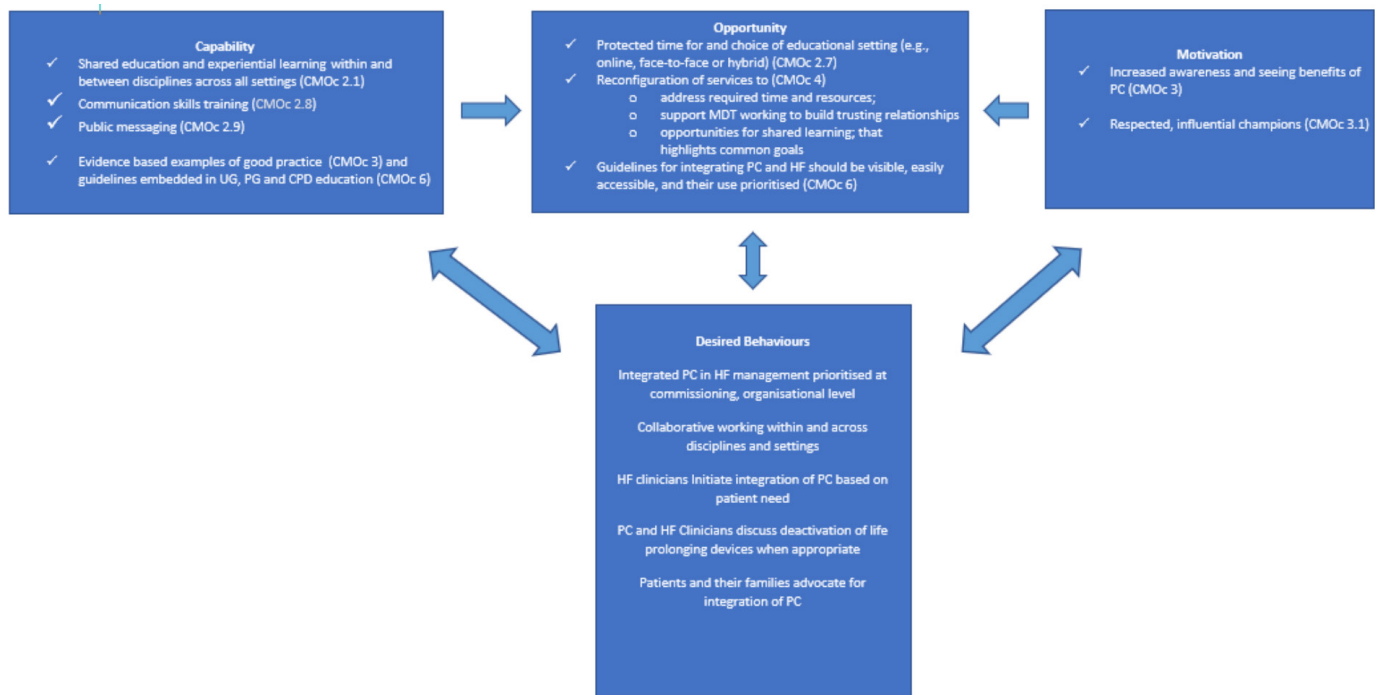 Capability
✓ Shared education and experiential learning within and
between disciplines across all settings (CMOc 2.1)
✓ Communication skills training (CMOc 2.8)
✓ Public messaging (CMOc 2.9)
✓ Evidence based examples of good practice (CMOc 3) and
guidelines embedded in UG, PG and CPD education (CMOc 6)
Opportunity
✓ Protected time for and choice of educational setting (e.g.,
online, face-to-face or hybrid) (CMOc 2.7)
✓ Reconfiguration of services to (CMOc 4)
o address required time and resources;
o support MDT working to build trusting relationships
o opportunities for shared learning; that
highlights common goals
✓ Guidelines for integrating PC and HF should be visible, easily
accessible, and their use prioritised (CMOc 6)
Motivation
✓ Increased awareness and seeing benefits of
PC (CMOc 3)
✓ Respected, influential champions (CMOc 3.1)
Desired Behaviours
Integrated PC in HF management prioritised at
commissioning, organisational level
Collaborative working within and across
disciplines and settings
HF clinicians Initiate integration of PC based on
patient need
PC and HF Clinicians discuss deactivation of life
prolonging devices when appropriate
Patients and their families advocate for
integration of PC